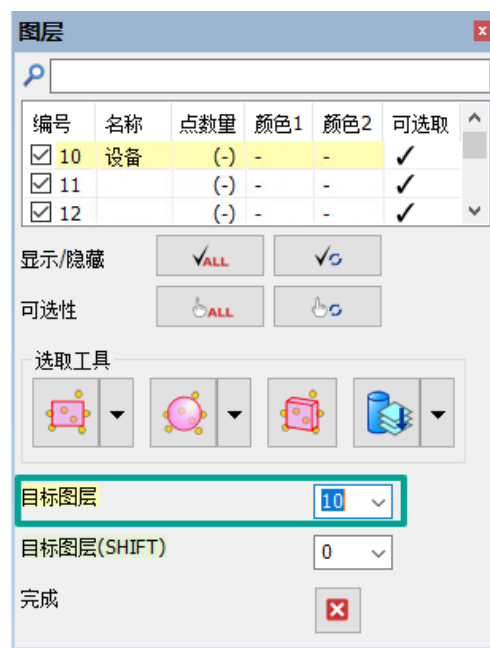 图层
编号 名称 点数量 颜色1 颜色2 可选取
10 设备 (-) - -
11 (-) - -
12 (-) - -
显示/隐藏 ALL
可选性 ALL
选取工具
目标图层 10
目标图层(SHIFT) 0
完成